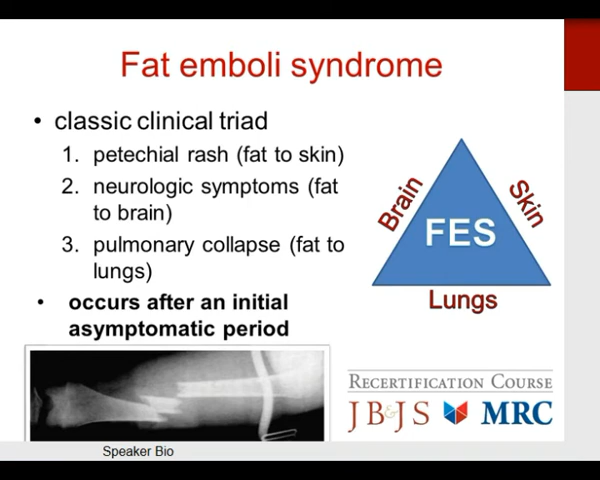 Fat emboli syndrome
• classic clinical triad
1. petechial rash (fat to skin)
2. neurologic symptoms (fat
to brain)
3. pulmonary collapse (fat to
lungs)
• occurs after an initial
asymptomatic period
Brain
Skin
FES
Lungs
RECERTIFICATION COURSE
JB&JS MRC
Speaker Bio